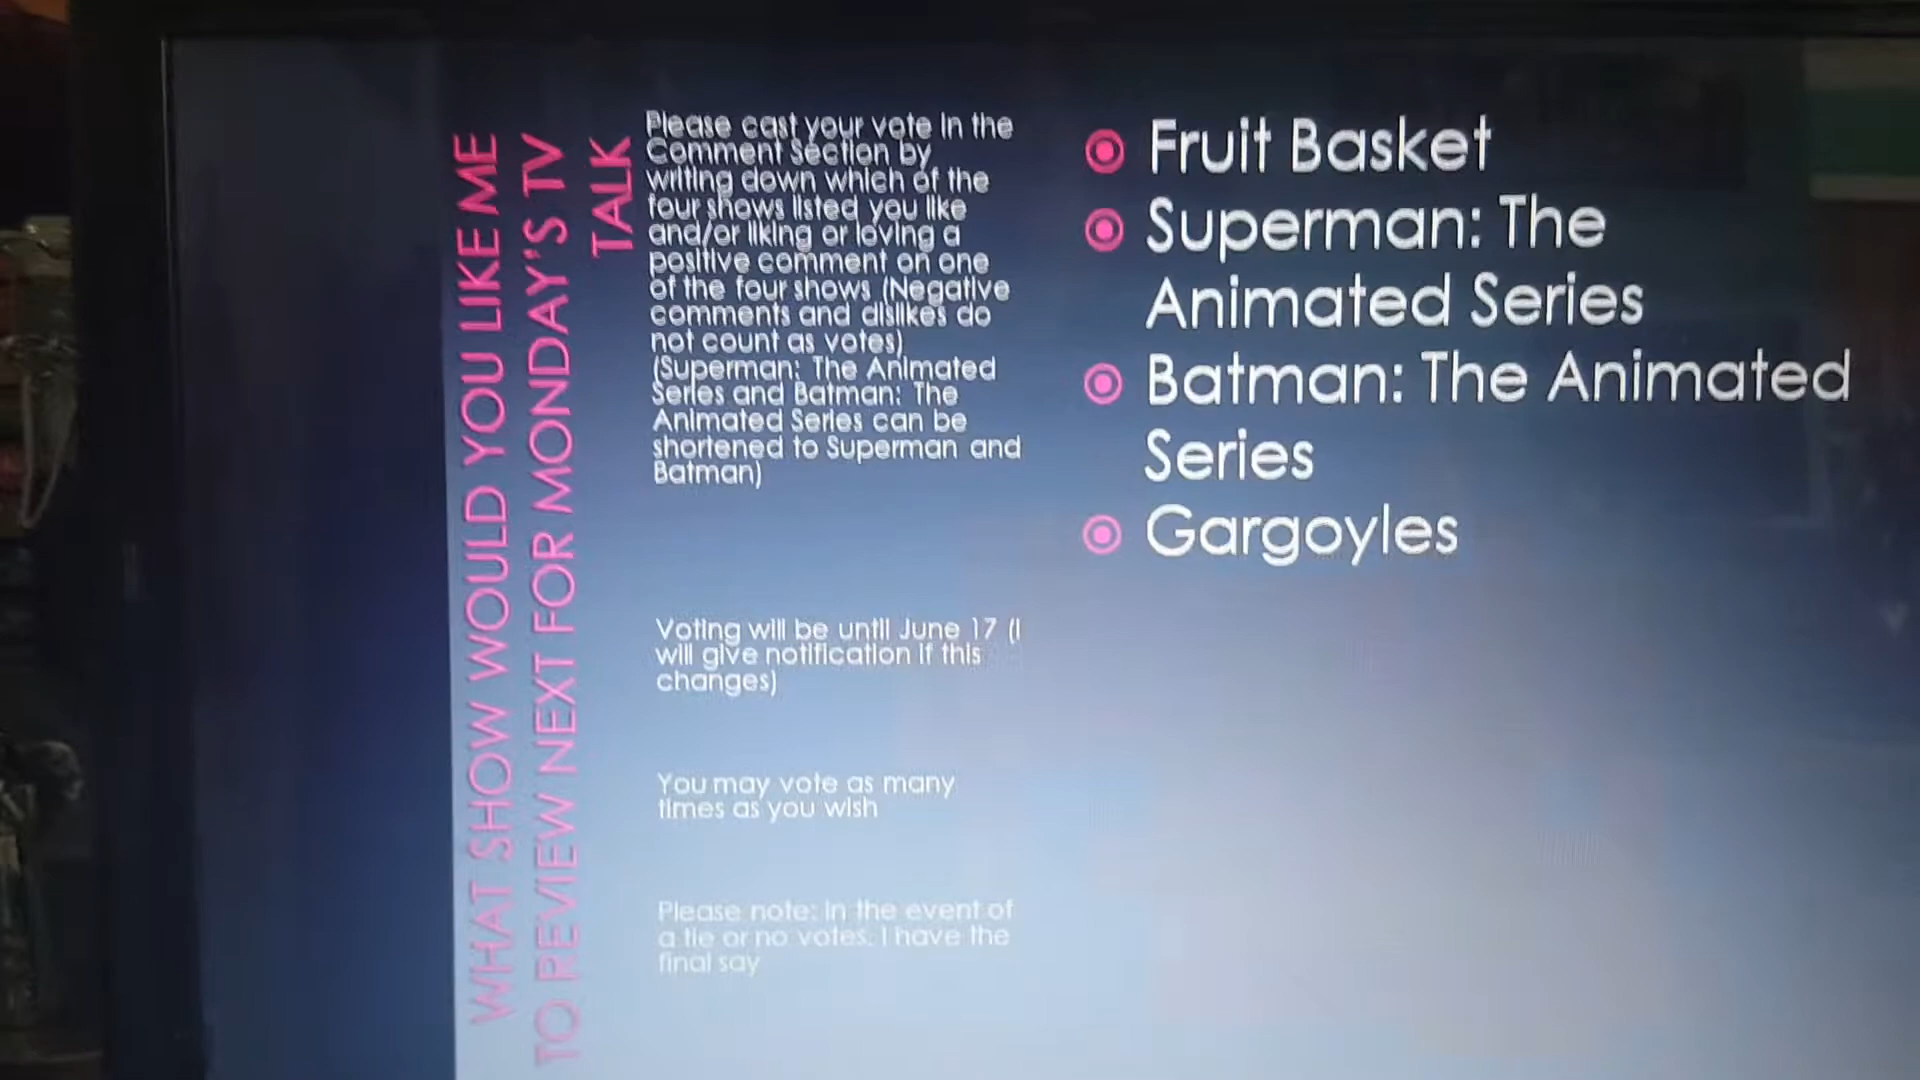 WHAT SHOW WOULD YOU LIKE ME
TO REVIEW NEXT FOR MONDAY'S TV
TALK
Please cast your vote in the
Comment Section by
writing down which of the
four shows listed you like
and/or liking or loving a
positive comment on one
of the four shows (Negative
comments and dislikes do
not count as votes)
(Superman: The Animated
Series and Batman: The
Animated Series can be
shortened to Superman and
Batman)
Voting will be until June 17 (I
will give notification if this
changes)
You may vote as many
times as you wish
Please note: In the event of
a tie or no votes, I have the
final say
Fruit Basket
Superman: The
Animated Series
Batman: The Animated
Series
Gargoyles